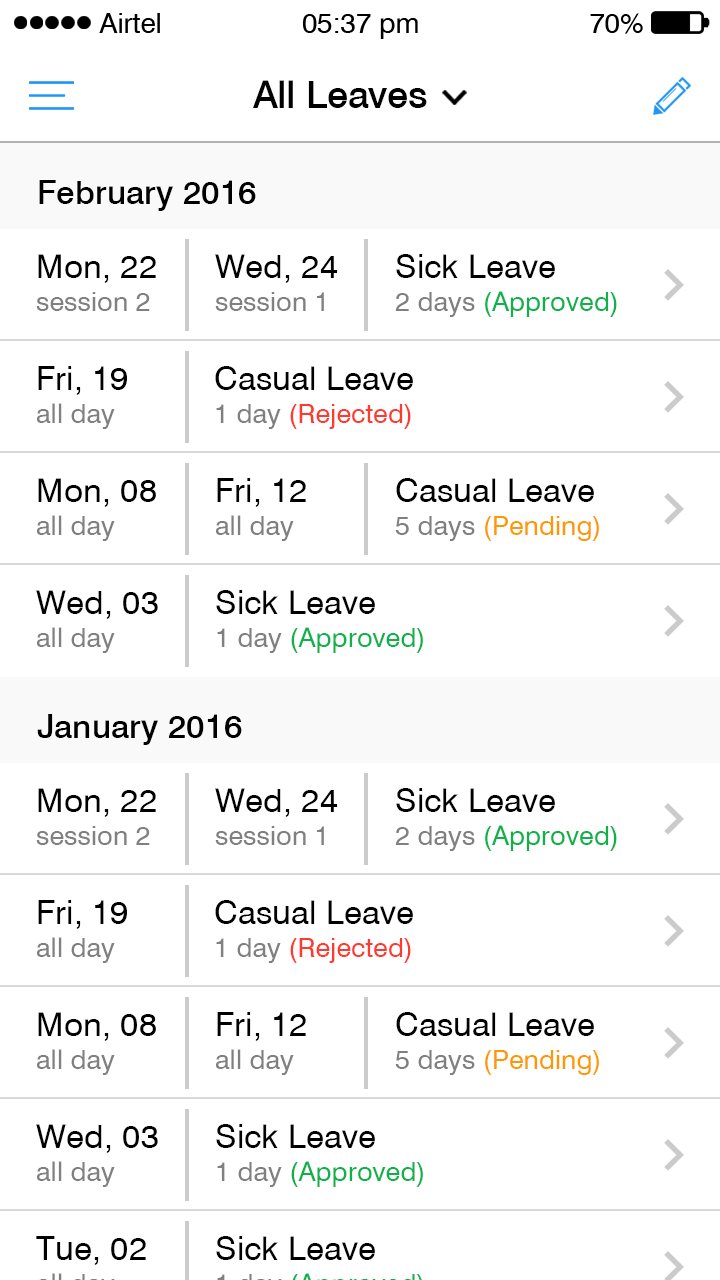 Airtel 05:37 pm 70%
All Leaves
February 2016
Mon, 22 Wed, 24 Sick Leave
session 2 session 1 2 days (Approved)
Fri, 19 Casual Leave
all day 1 day (Rejected)
Mon, 08 Fri, 12 Casual Leave
all day all day 5 days (Pending)
Wed, 03 Sick Leave
all day 1 day (Approved)
January 2016
Mon, 22 Wed, 24 Sick Leave
session 2 session 1 2 days (Approved)
Fri, 19 Casual Leave
all day 1 day (Rejected)
Mon, 08 Fri, 12 Casual Leave
all day all day 5 days (Pending)
Wed, 03 Sick Leave
all day 1 day (Approved)
Tue, 02 Sick Leave
all day 1 day (Approved)